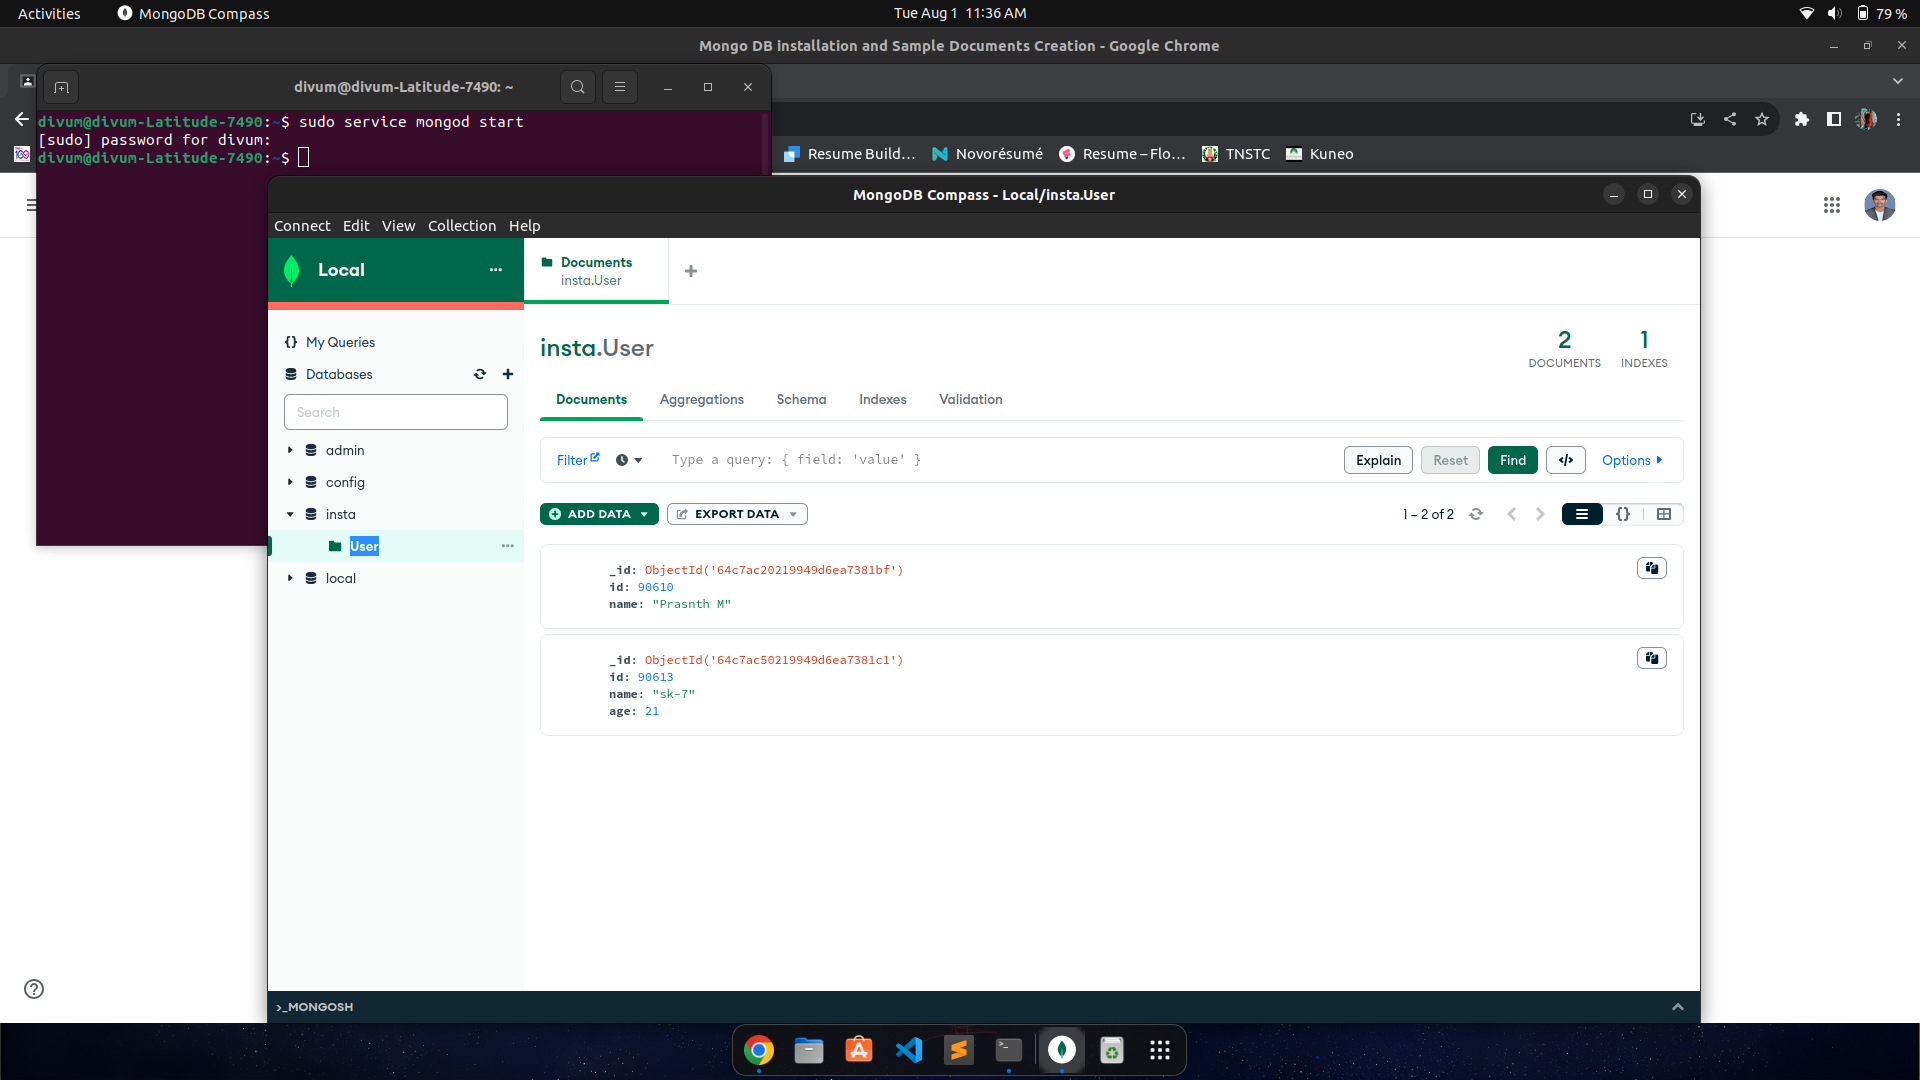 Activities
MongoDB Compass
Tue Aug 1 11:36 AM
79 %
Mongo DB installation and Sample Documents Creation - Google Chrome
divum@divum-Latitude-7490: ~
divum@divum-Latitude-7490:~$ sudo service mongod start
[sudo] password for divum:
divum@divum-Latitude-7490:~$
Resume Build…
Novorésumé
Resume – Flo…
TNSTC
Kuneo
MongoDB Compass - Local/insta.User
Connect Edit View Collection Help
Local
Documents
insta.User
My Queries
Databases
Search
admin
config
insta
User
local
insta.User
2
DOCUMENTS
1
INDEXES
Documents Aggregations Schema Indexes Validation
Filter
Type a query: { field: 'value' }
Explain
Reset
Find
</>
Options
ADD DATA
EXPORT DATA
1 – 2 of 2
{}
_id: ObjectId('64c7ac20219949d6ea7381bf')
id: 90610
name: "Prasnth M"
_id: ObjectId('64c7ac50219949d6ea7381c1')
id: 90613
name: "sk-7"
age: 21
>_MONGOSH